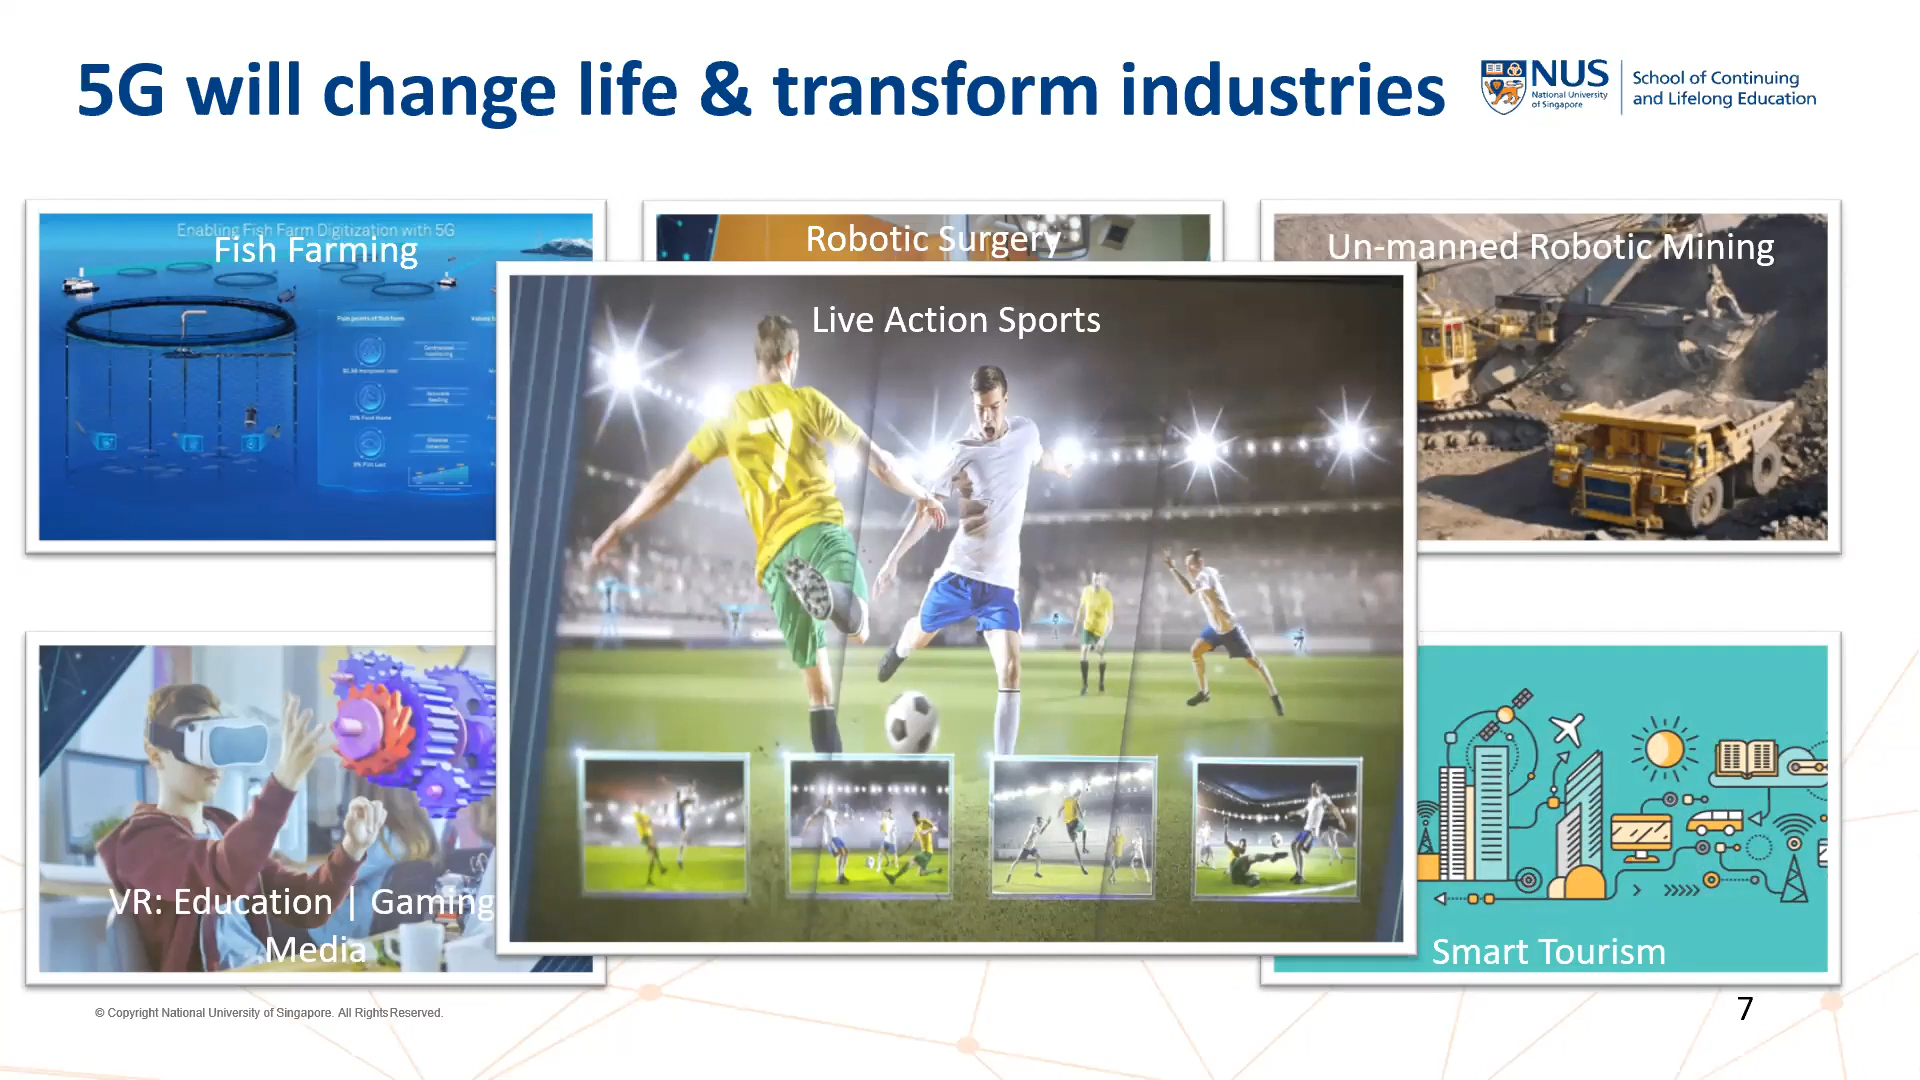 5G will change life & transform industries
NUS
National University
of Singapore
School of Continuing
and Lifelong Education
Enabling Fish Farm Digitization with 5G
Fish Farming
Robotic Surgery
Un-manned Robotic Mining
Live Action Sports
7
VR: Education | Gaming
Media
Smart Tourism
© Copyright National University of Singapore. All Rights Reserved.
7